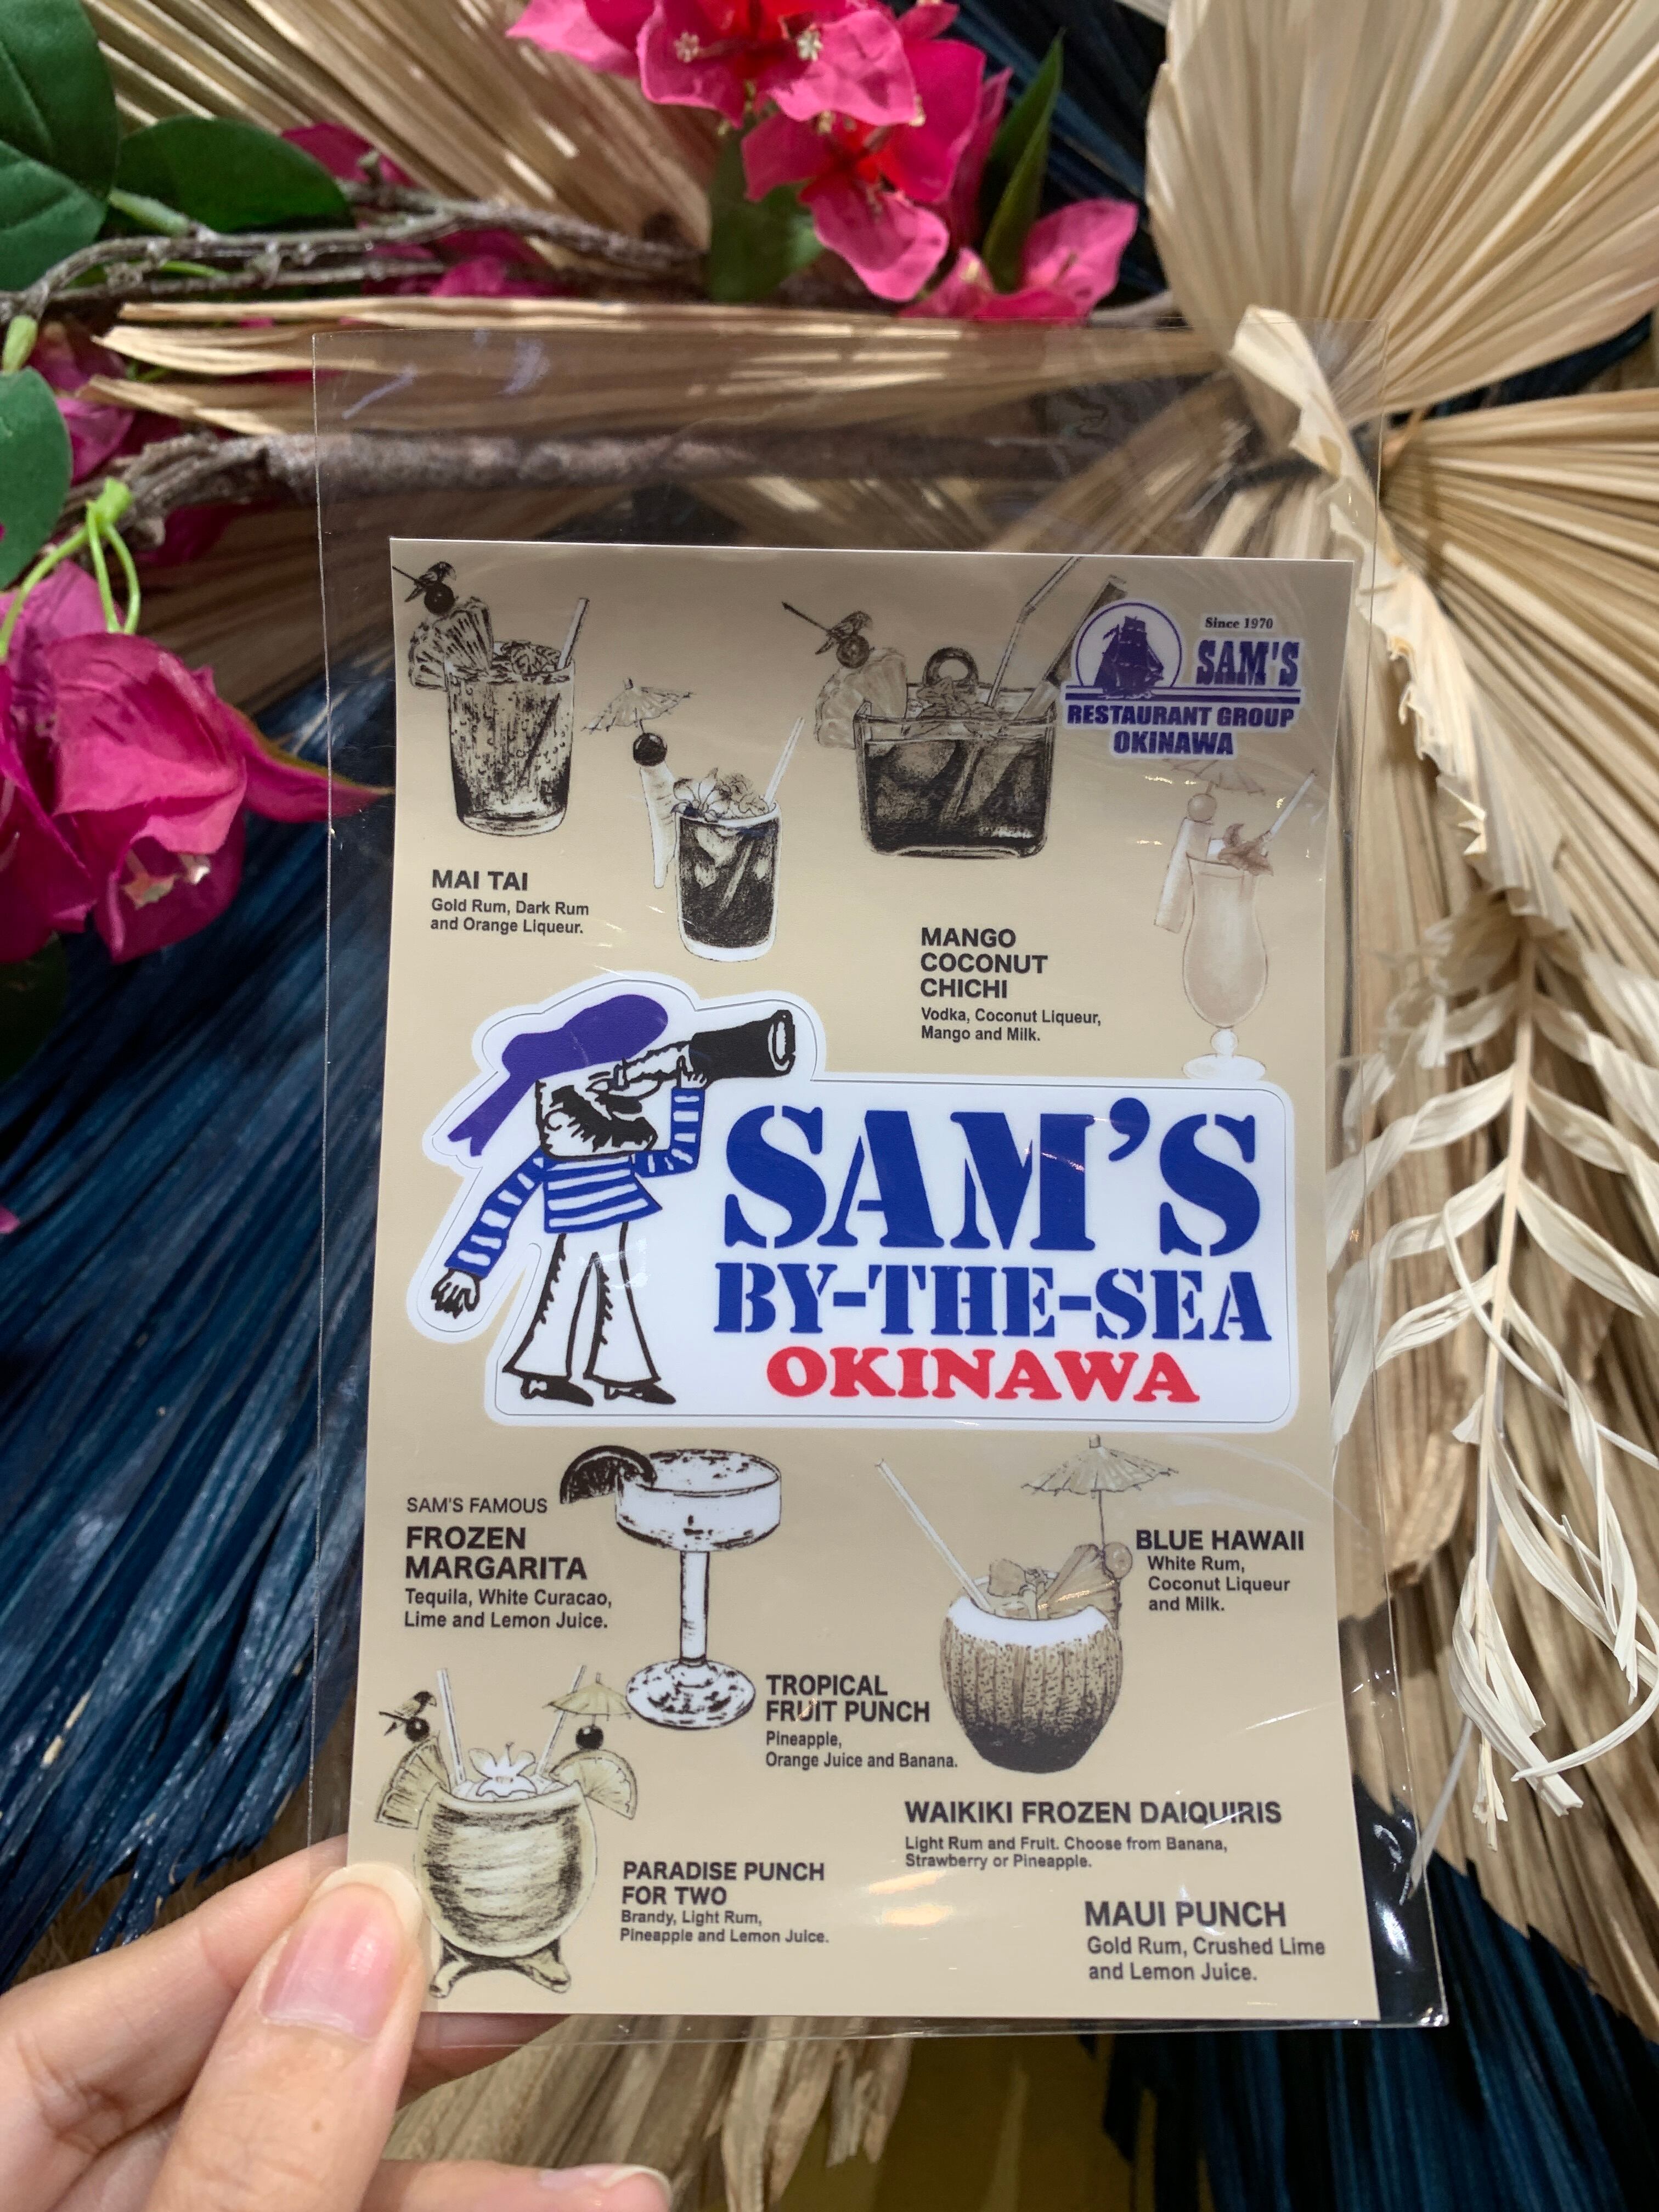 Since 1970
SAM'S
RESTAURANT GROUP
OKINAWA
MAI TAI
Gold Rum, Dark Rum
and Orange Liqueur.
MANGO
COCONUT
CHICHI
Vodka, Coconut Liqueur,
Mango and Milk.
SAM'S
BY-THE-SEA
OKINAWA
SAM'S FAMOUS
FROZEN
MARGARITA
Tequila, White Curacao,
Lime and Lemon Juice.
BLUE HAWAII
White Rum,
Coconut Liqueur
and Milk.
TROPICAL
FRUIT PUNCH
Pineapple,
Orange Juice and Banana.
WAIKIKI FROZEN DAIQUIRIS
Light Rum and Fruit. Choose from Banana,
Strawberry or Pineapple.
PARADISE PUNCH
FOR TWO
Brandy, Light Rum,
Pineapple and Lemon Juice.
MAUI PUNCH
Gold Rum, Crushed Lime
and Lemon Juice.